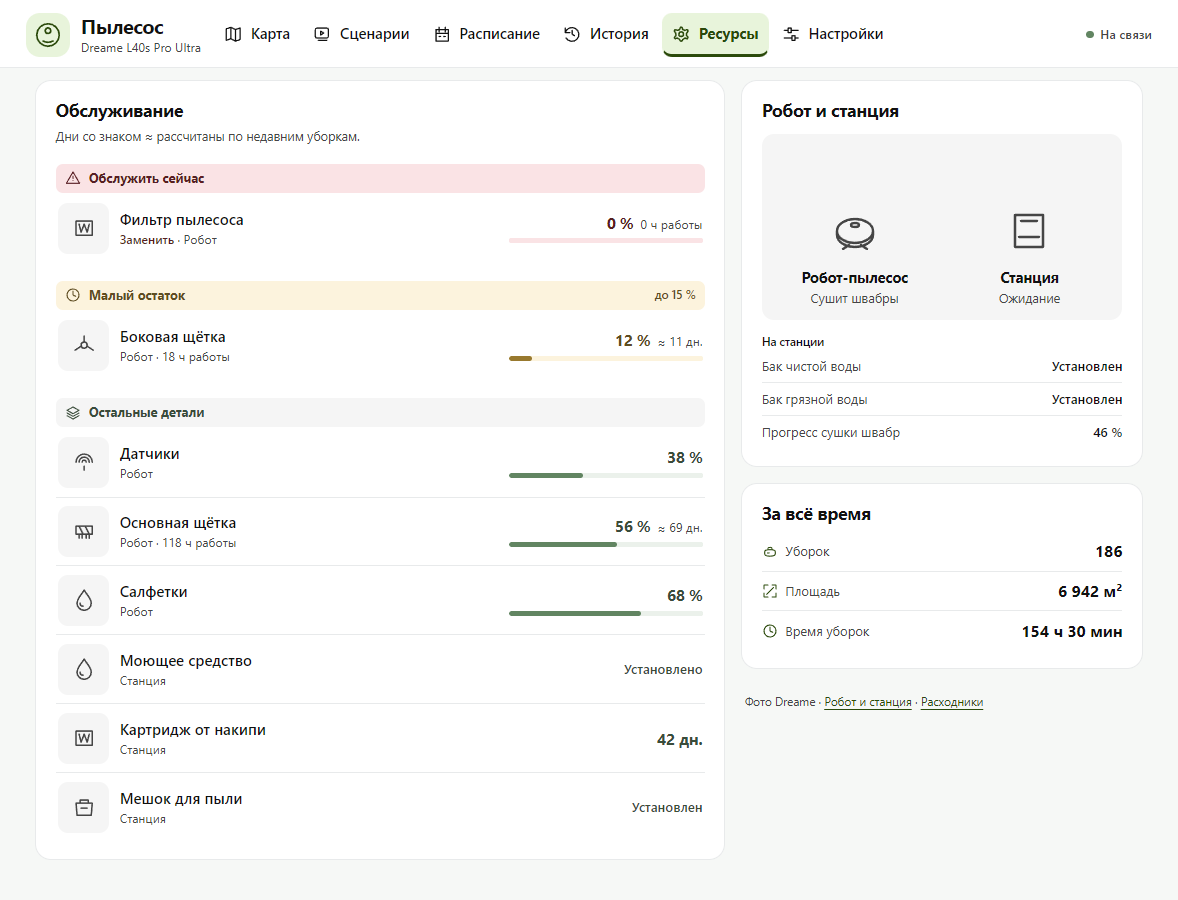 Пылесос
Dreame L40s Pro Ultra
Карта
Сценарии
Расписание
История
Ресурсы
Настройки
На связи
Обслуживание
Дни со знаком ≈ рассчитаны по недавним уборкам.
Обслужить сейчас
Фильтр пылесоса
Заменить · Робот
0 % 0 ч работы
Малый остаток
до 15 %
Боковая щётка
Робот · 18 ч работы
12 % ≈ 11 дн.
Остальные детали
Датчики
Робот
38 %
Основная щётка
Робот · 118 ч работы
56 % ≈ 69 дн.
Салфетки
Робот
68 %
Моющее средство
Станция
Установлено
Картридж от накипи
Станция
42 дн.
Мешок для пыли
Станция
Установлен
Робот и станция
Робот-пылесос
Сушит швабры
Станция
Ожидание
На станции
Бак чистой воды Установлен
Бак грязной воды Установлен
Прогресс сушки швабр 46 %
За всё время
Уборок 186
Площадь 6 942 м²
Время уборок 154 ч 30 мин
Фото Dreame · Робот и станция · Расходники